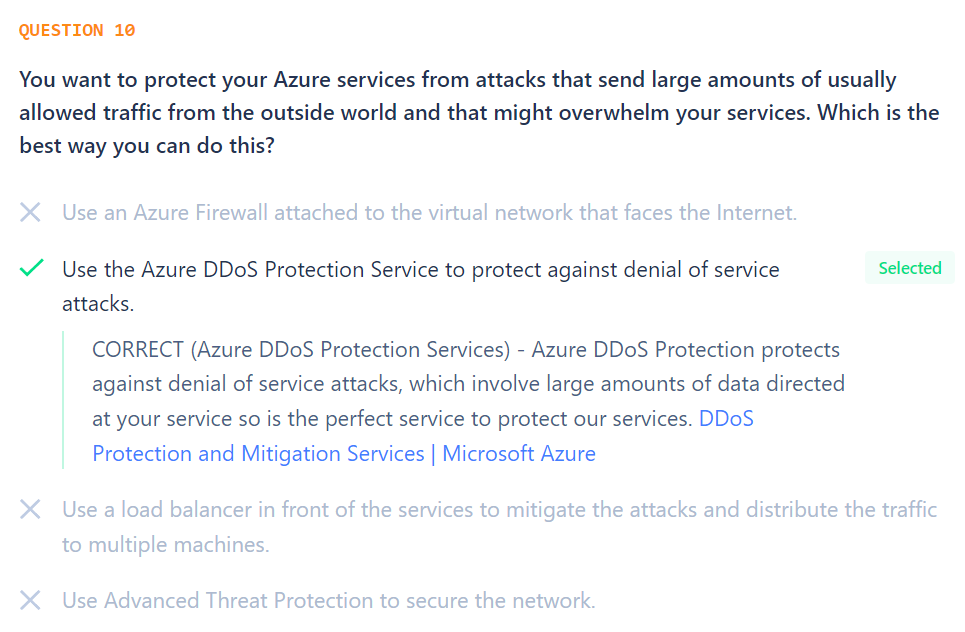 QUESTION 10
You want to protect your Azure services from attacks that send large amounts of usually
allowed traffic from the outside world and that might overwhelm your services. Which is the
best way you can do this?
Use an Azure Firewall attached to the virtual network that faces the Internet.
Use the Azure DDoS Protection Service to protect against denial of service
attacks.
Selected
CORRECT (Azure DDoS Protection Services) - Azure DDoS Protection protects
against denial of service attacks, which involve large amounts of data directed
at your service so is the perfect service to protect our services. DDoS
Protection and Mitigation Services | Microsoft Azure
Use a load balancer in front of the services to mitigate the attacks and distribute the traffic
to multiple machines.
Use Advanced Threat Protection to secure the network.